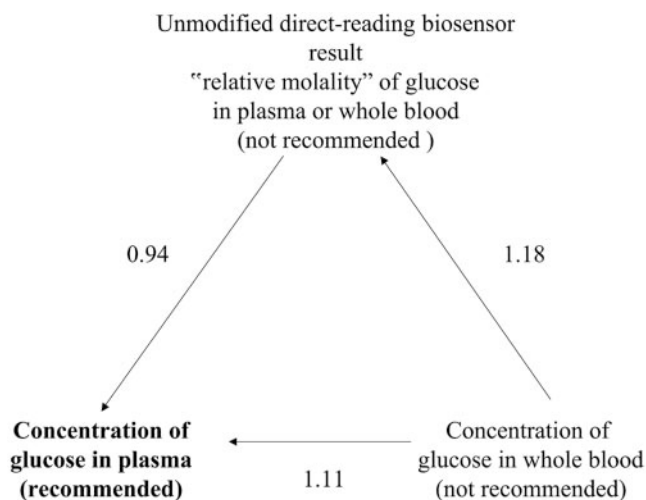 Unmodified direct-reading biosensor
result
"relative molality" of glucose
in plasma or whole blood
(not recommended )
0.94
1.18
Concentration of
glucose in plasma
(recommended)
1.11
Concentration of
glucose in whole blood
(not recommended)